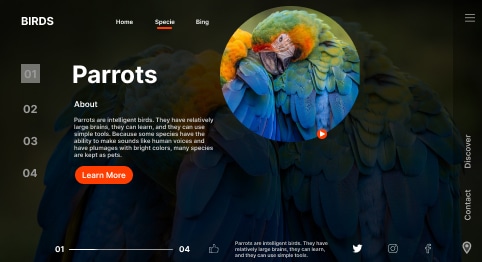 BIRDS
Home
Specie
Bing
01
02
03
04
Parrots
About
Parrots are intelligent birds. They have relatively
large brains, they can learn, and they can use
simple tools. Because some species have the
ability to make sounds like human voices and
have plumages with bright colors, many species
are kept as pets.
Learn More
Discover
Contact
01
04
Parrots are intelligent birds. They have
relatively large brains, they can learn,
and they can use simple tools.